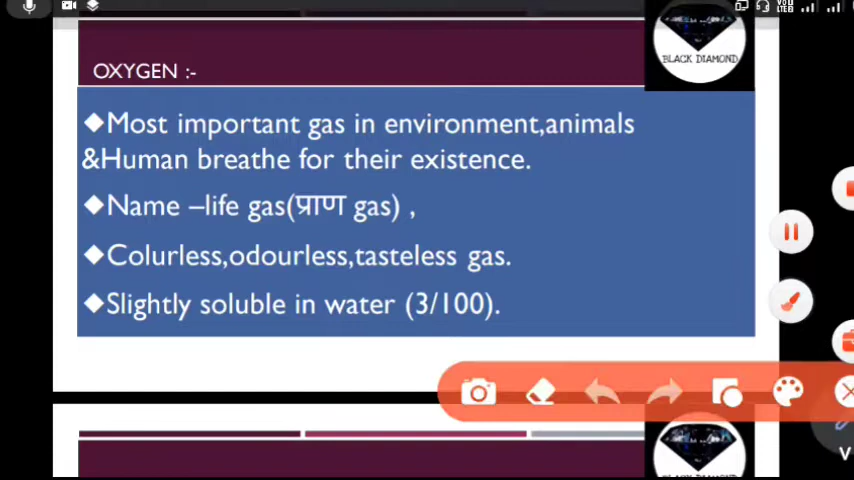 BLACK DIAMOND
OXYGEN :-
◆Most important gas in environment,animals
&Human breathe for their existence.
◆Name –life gas(प्राण gas) ,
◆Colurless,odourless,tasteless gas.
◆Slightly soluble in water (3/100).
V